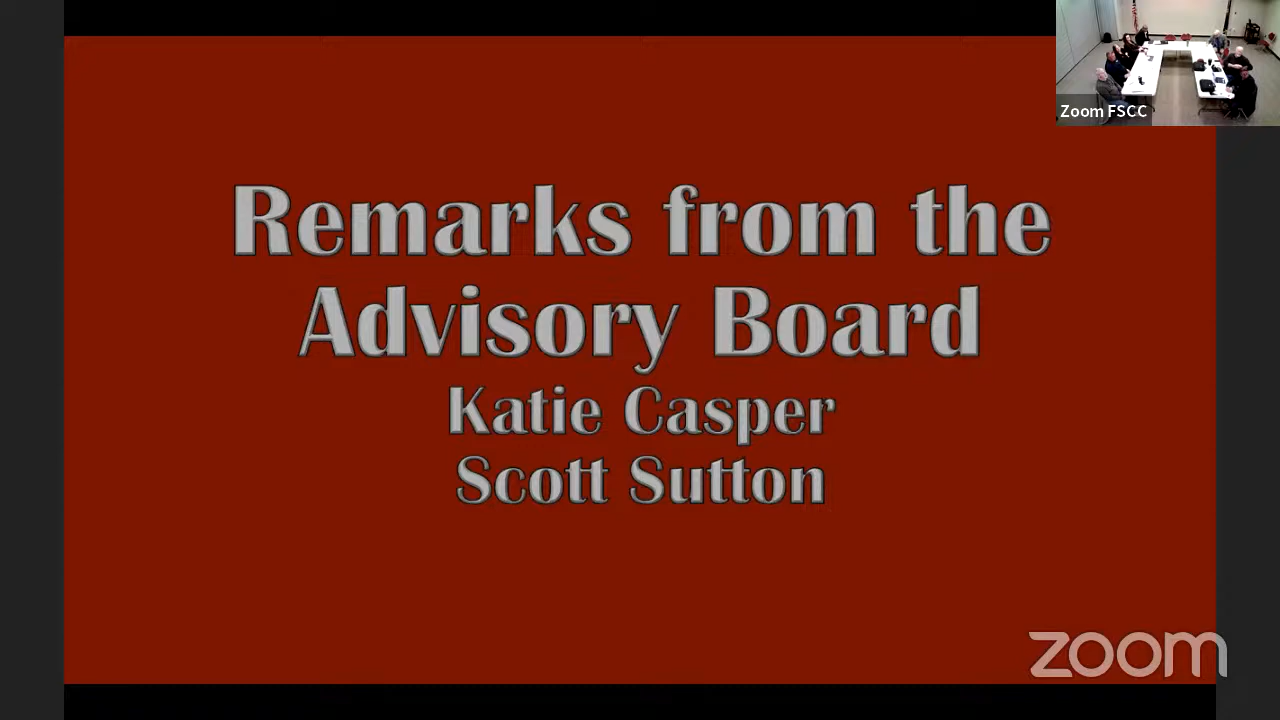 Zoom FSCC
Remarks from the
Advisory Board
Katie Casper
Scott Sutton
zoom